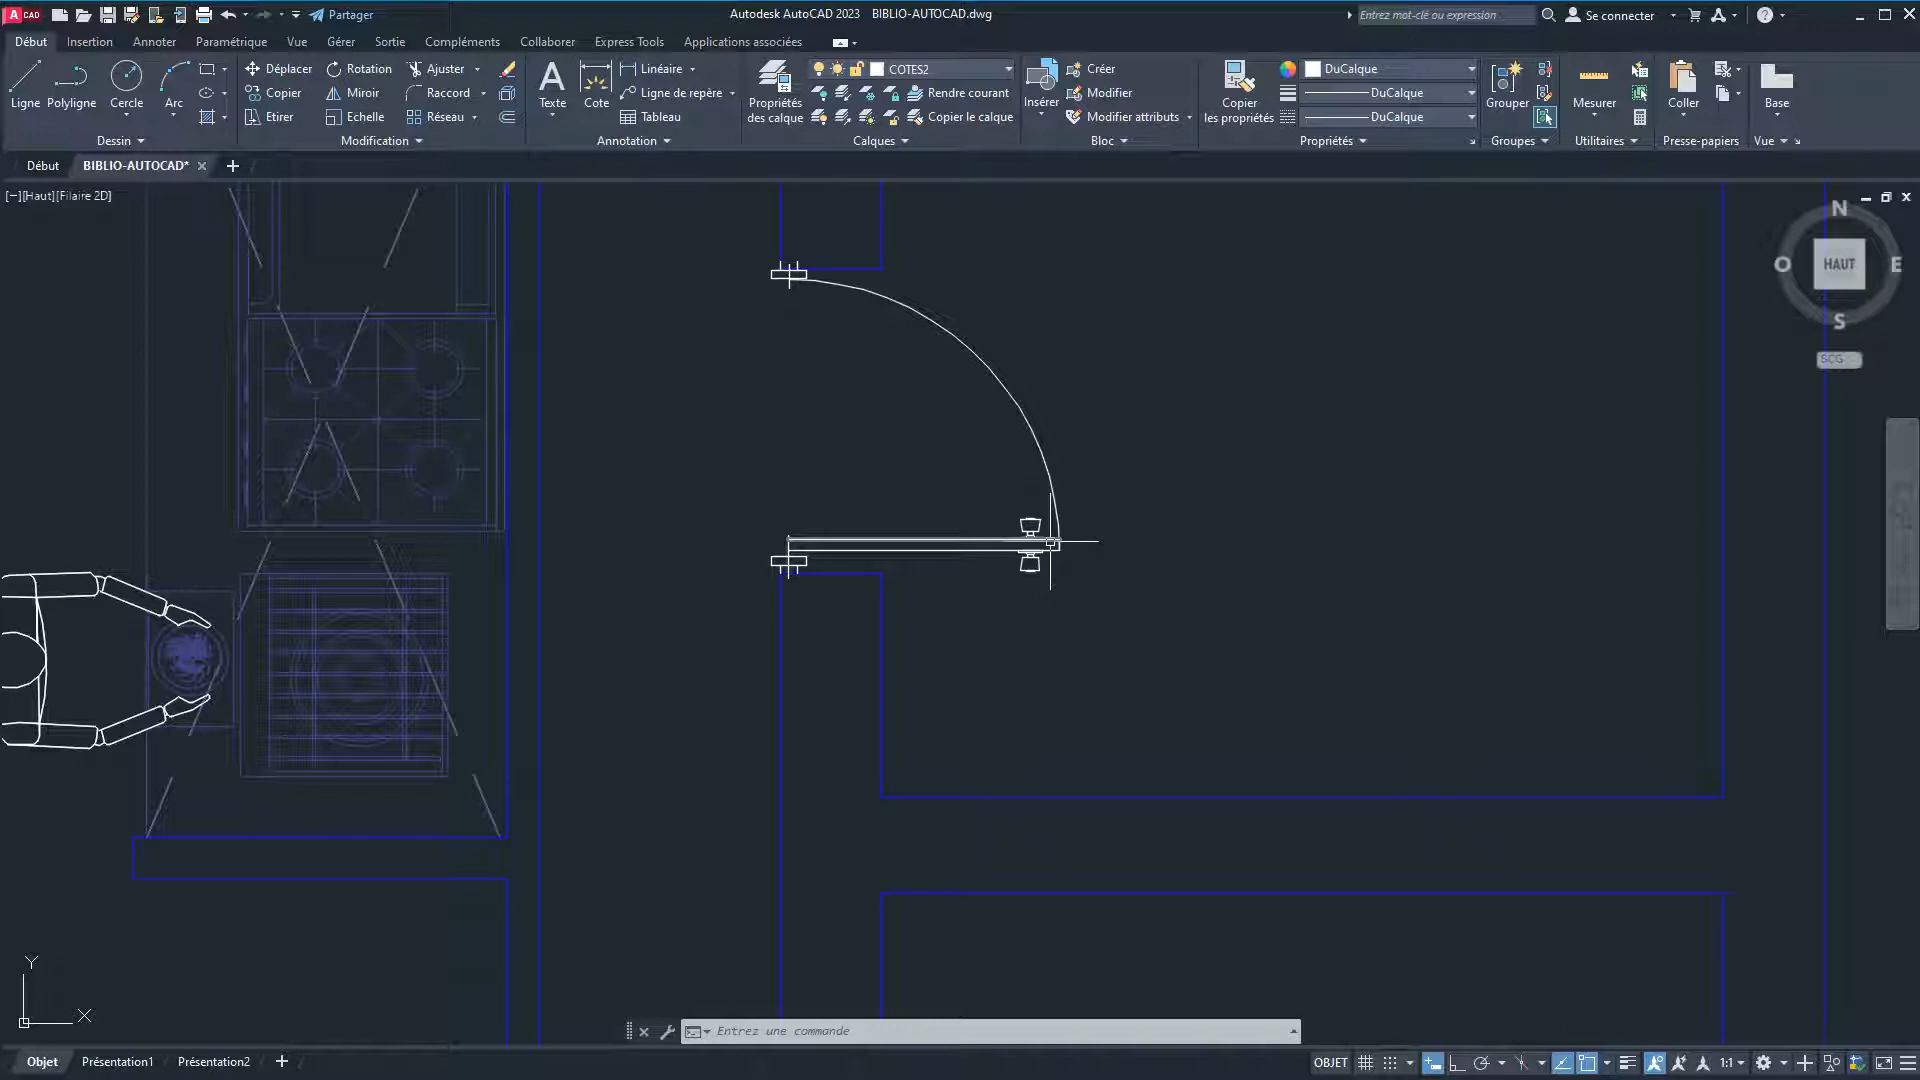 CAD
Partager
Autodesk AutoCAD 2023 BIBLIO-AUTOCAD.dwg
Entrez mot-clé ou expression
Se connecter
Début Insertion Annoter Paramétrique Vue Gérer Sortie Compléments Collaborer Express Tools Applications associées
Ligne Polyligne Cercle Arc
Dessin
Déplacer Rotation Ajuster
Copier Miroir Raccord
Etirer Echelle Réseau
Modification
Texte Cote
Linéaire
Ligne de repère
Tableau
Annotation
Propriétés
des calque
COTES2
Rendre courant
Copier le calque
Calques
Insérer
Créer
Modifier
Modifier attributs
Bloc
Copier
les propriétés
DuCalque
DuCalque
DuCalque
Propriétés
Grouper
Groupes
Mesurer
Utilitaires
Coller
Presse-papiers
Base
Vue
Début BIBLIO-AUTOCAD*
[−][Haut][Filaire 2D]
N
O HAUT E
S
SCG
Y
X
Entrez une commande
Objet Présentation1 Présentation2
OBJET
1:1